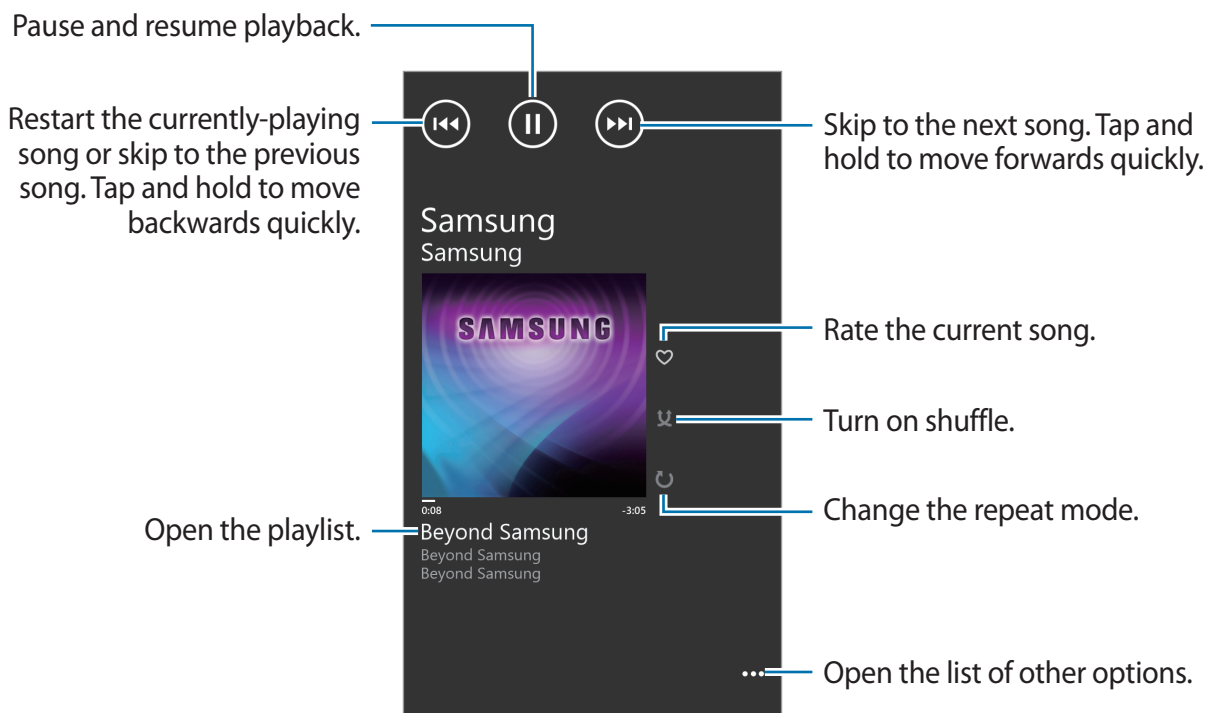 Pause and resume playback.
Restart the currently-playing
song or skip to the previous
song. Tap and hold to move
backwards quickly.
Skip to the next song. Tap and
hold to move forwards quickly.
Samsung
Samsung
SAMSUNG
Rate the current song.
Turn on shuffle.
Change the repeat mode.
0:08
-3:05
Open the playlist.
Beyond Samsung
Beyond Samsung
Beyond Samsung
Open the list of other options.